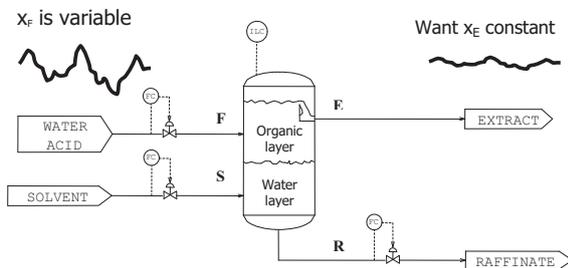 x_F is variable
Want x_E constant
ILC
FC
WATER
ACID
F
E
EXTRACT
Organic
layer
FC
SOLVENT
S
Water
layer
FC
R
RAFFINATE